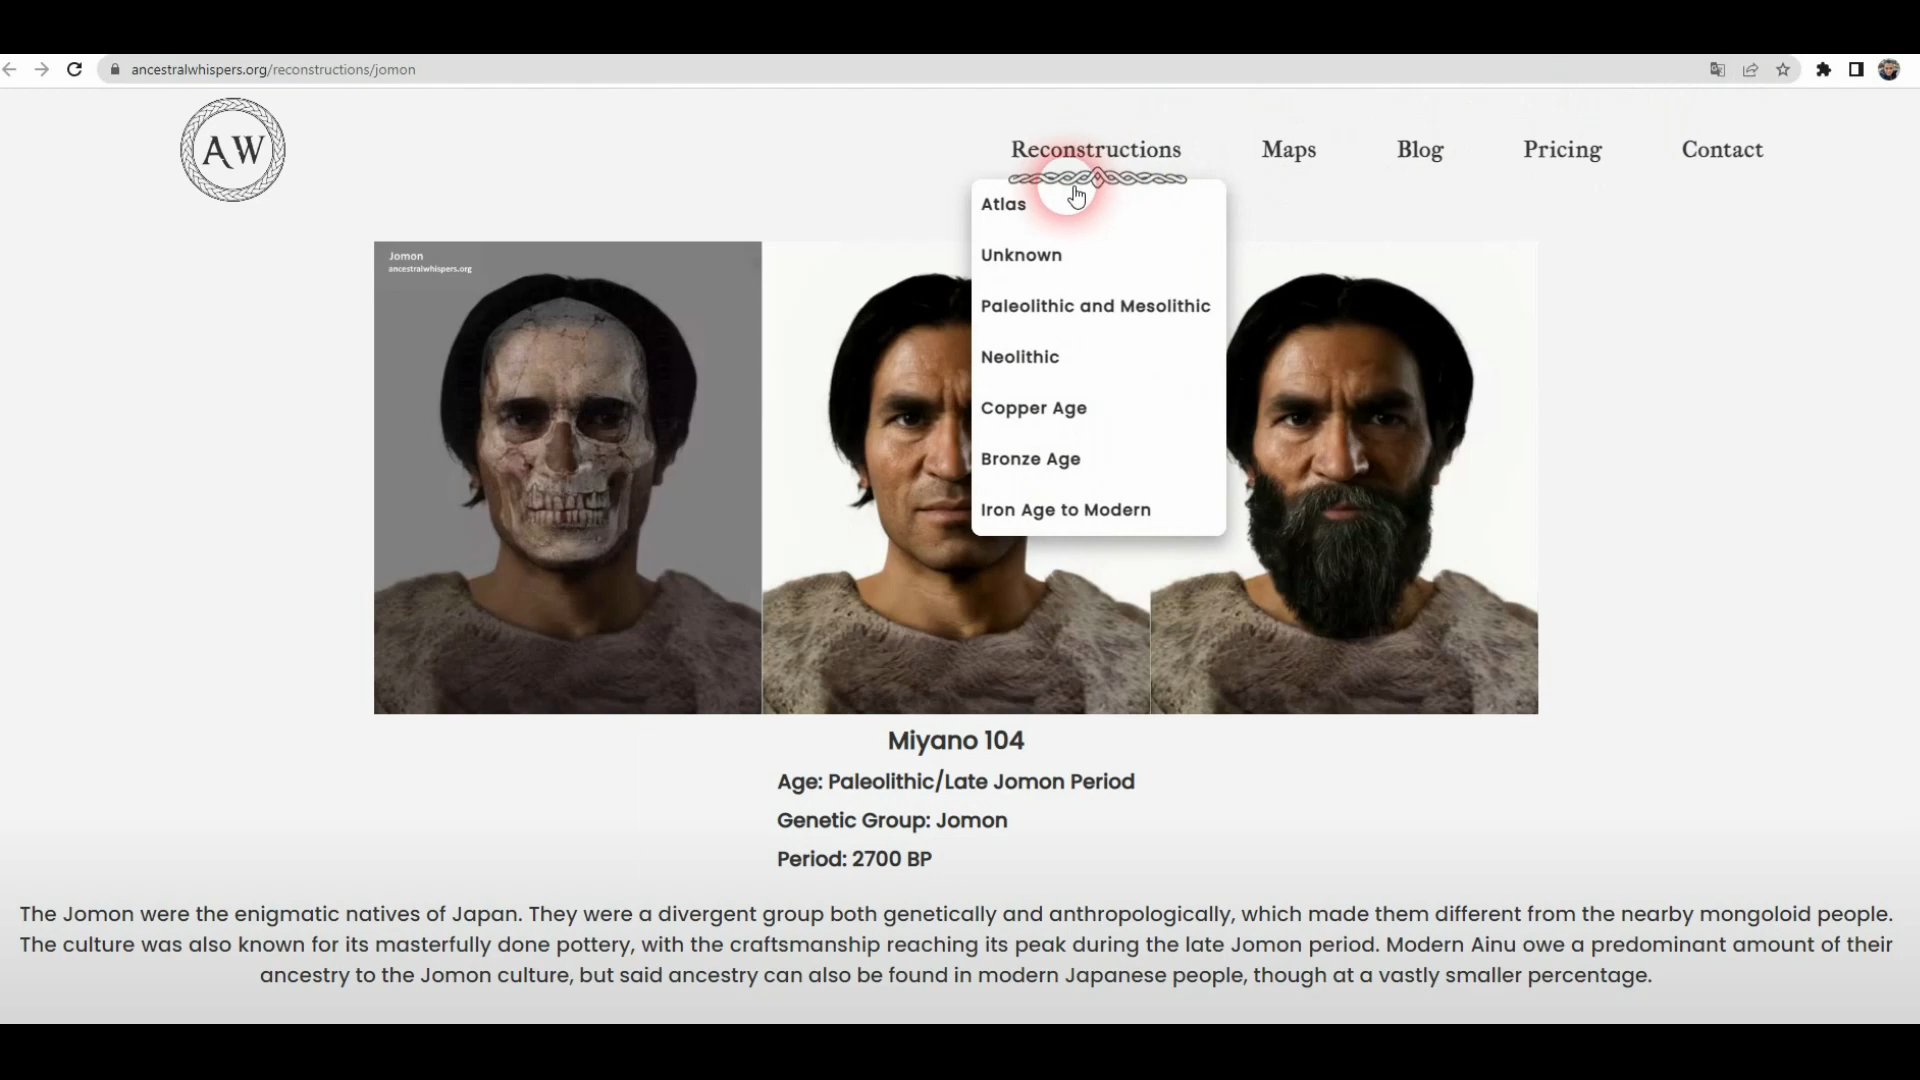 ancestralwhispers.org/reconstructions/jomon
AW
Reconstructions
Maps
Blog
Pricing
Contact
Atlas
Unknown
Paleolithic and Mesolithic
Neolithic
Copper Age
Bronze Age
Iron Age to Modern
Jomon
ancestralwhispers.org
Miyano 104
Age: Paleolithic/Late Jomon Period
Genetic Group: Jomon
Period: 2700 BP
The Jomon were the enigmatic natives of Japan. They were a divergent group both genetically and anthropologically, which made them different from the nearby mongoloid people.
The culture was also known for its masterfully done pottery, with the craftsmanship reaching its peak during the late Jomon period. Modern Ainu owe a predominant amount of their
ancestry to the Jomon culture, but said ancestry can also be found in modern Japanese people, though at a vastly smaller percentage.